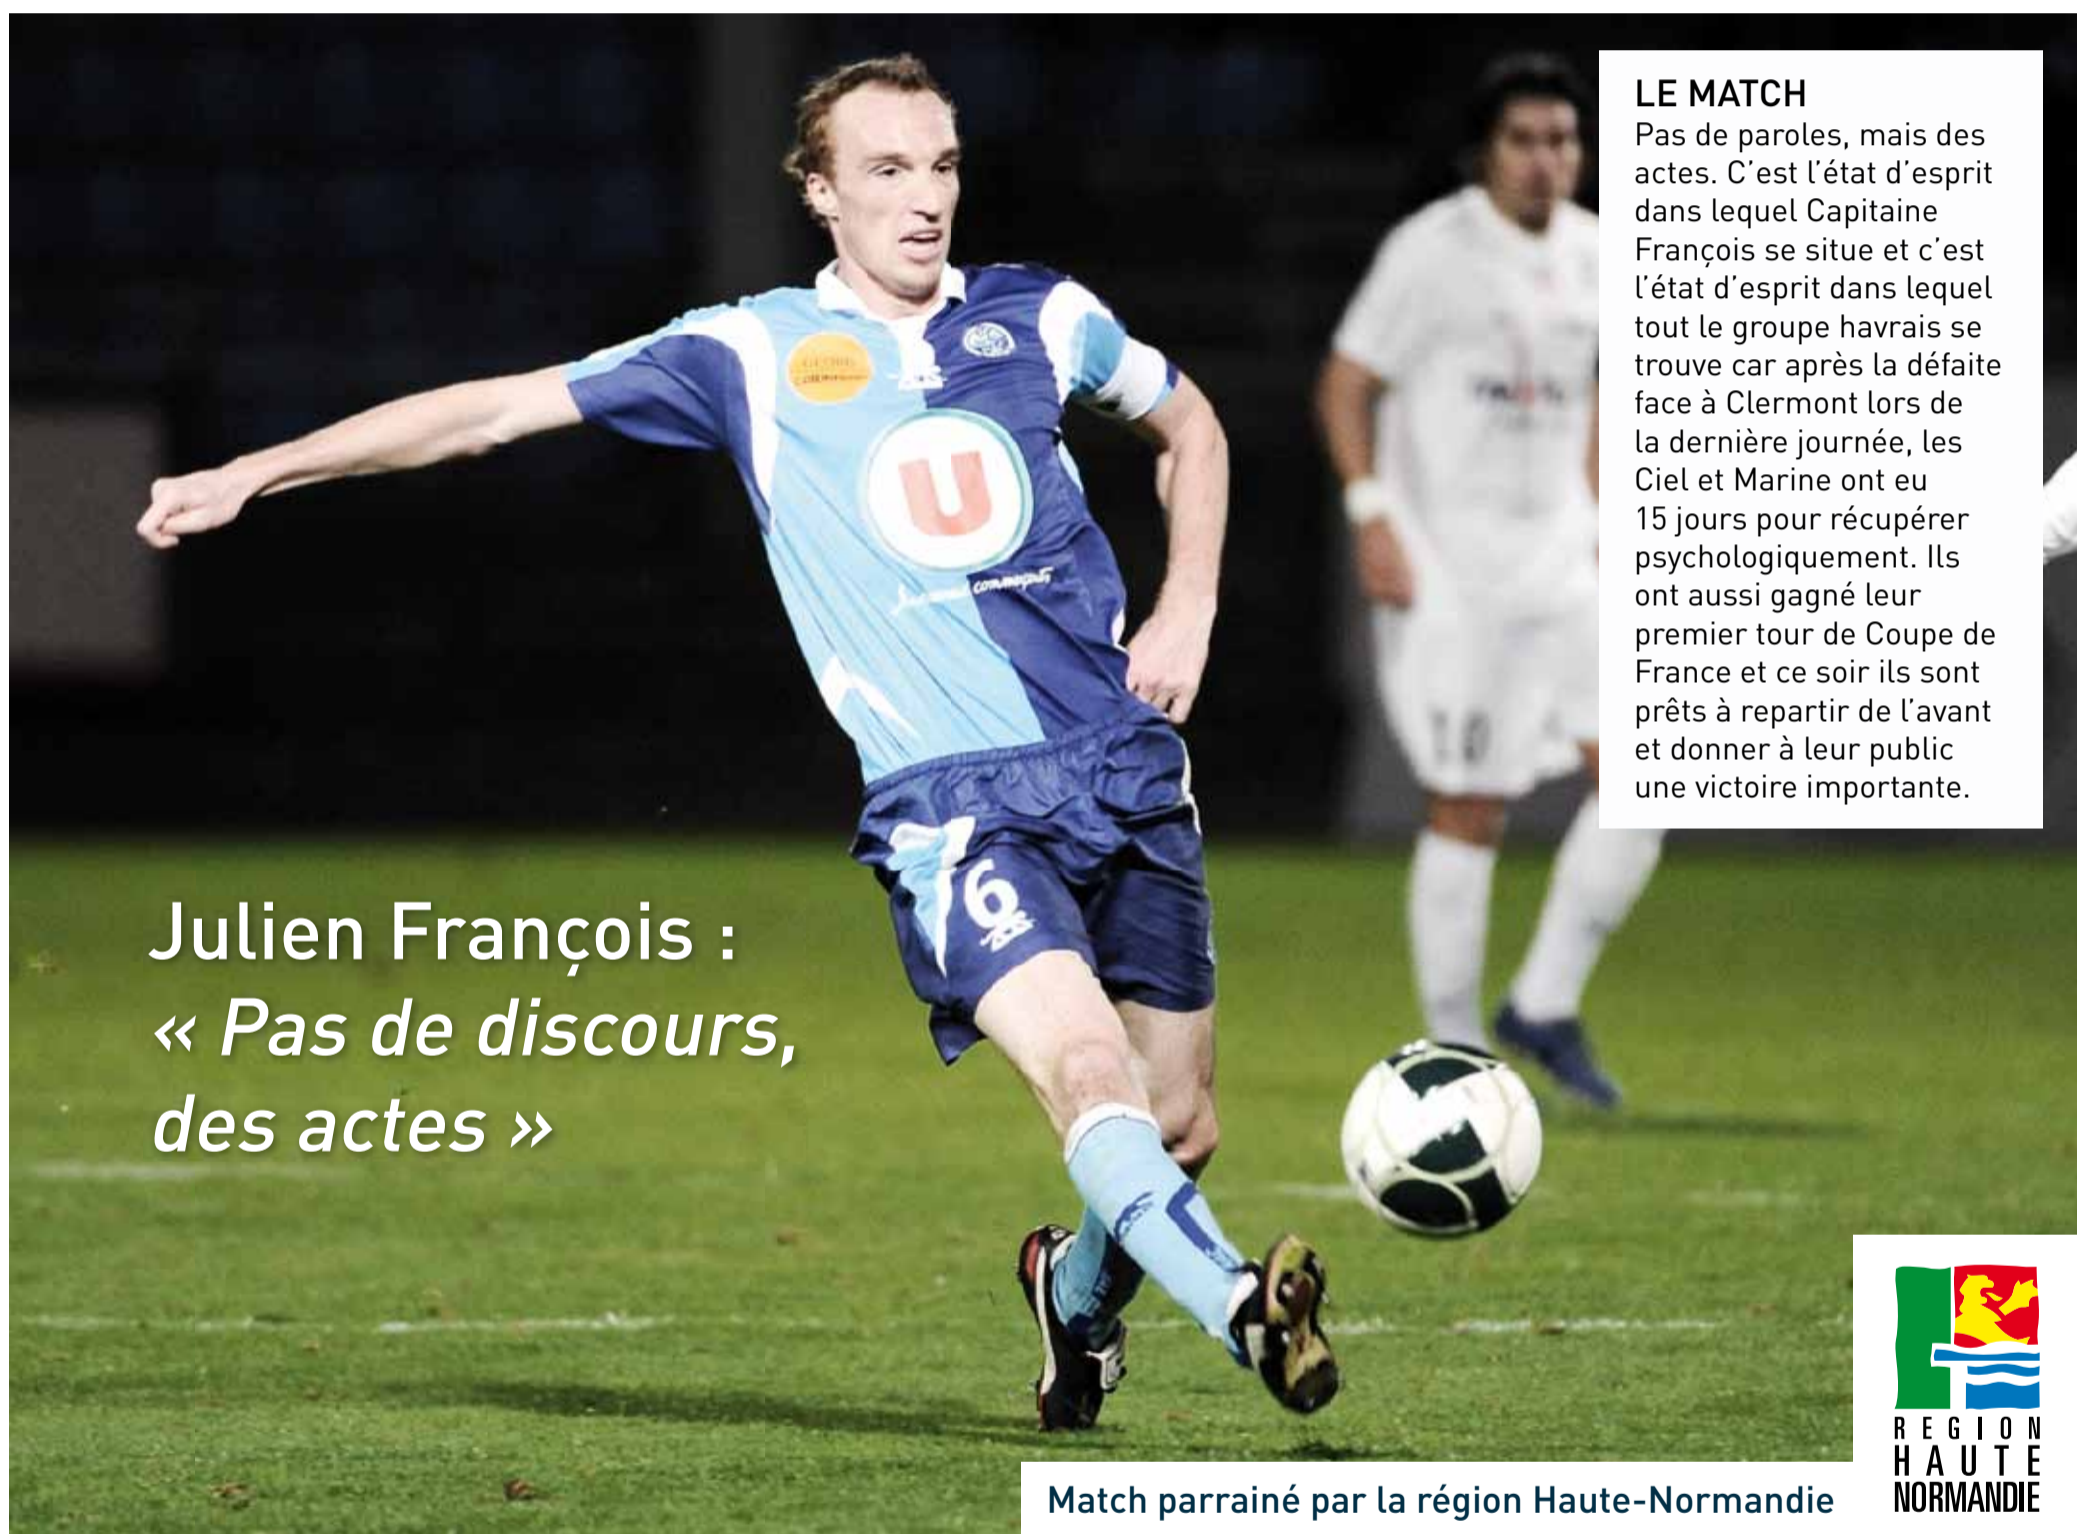 LE MATCH
Pas de paroles, mais des
actes. C’est l’état d’esprit
dans lequel Capitaine
François se situe et c’est
l’état d’esprit dans lequel
tout le groupe havrais se
trouve car après la défaite
face à Clermont lors de
la dernière journée, les
Ciel et Marine ont eu
15 jours pour récupérer
psychologiquement. Ils
ont aussi gagné leur
premier tour de Coupe de
France et ce soir ils sont
prêts à repartir de l’avant
et donner à leur public
une victoire importante.
U
6
10
Julien François :
« Pas de discours,
des actes »
REGION
HAUTE
NORMANDIE
Match parrainé par la région Haute-Normandie